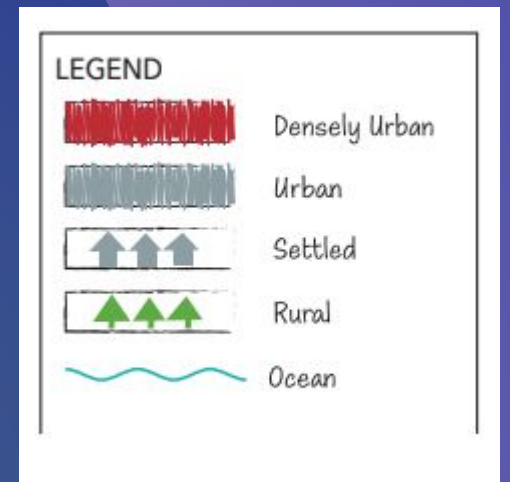 LEGEND
Densely Urban
Urban
Settled
Rural
Ocean